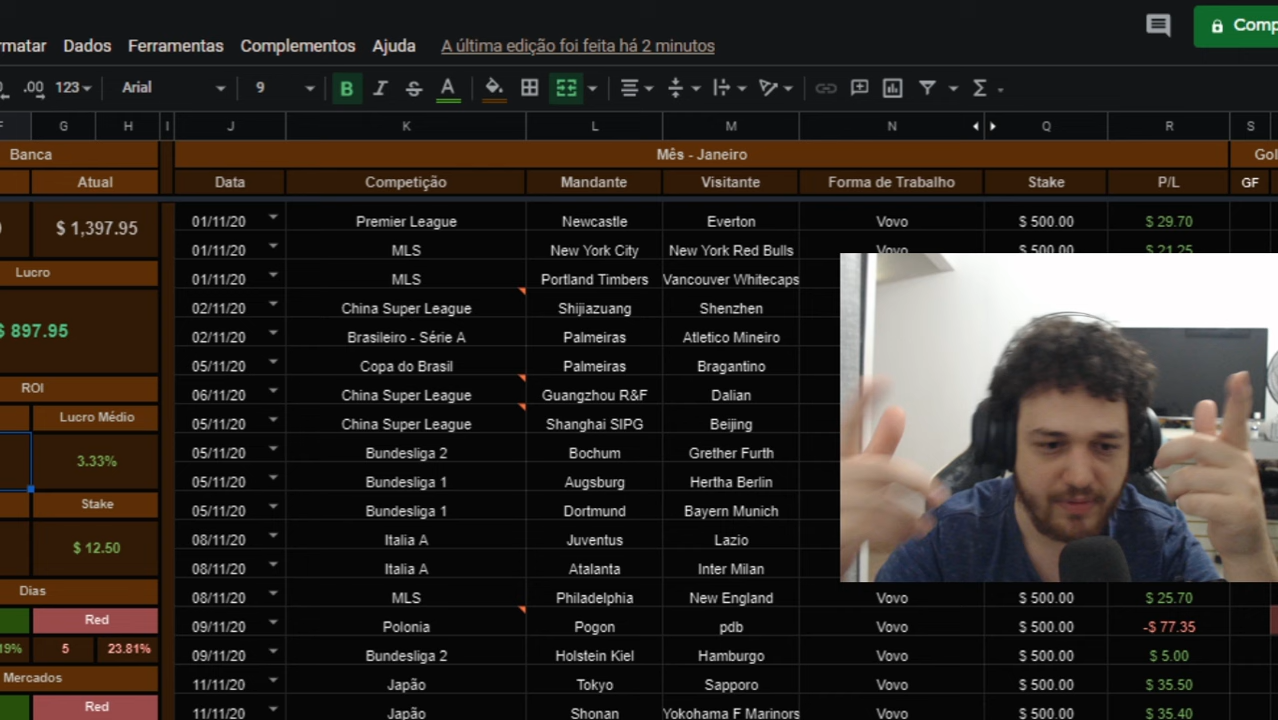 rmatar Dados Ferramentas Complementos Ajuda A última edição foi feita há 2 minutos Comp
.00 123 Arial 9 B I S A Σ
F G H I J K L M N Q R S
Banca Mês - Janeiro Gol
Atual Data Competição Mandante Visitante Forma de Trabalho Stake P/L GF
$ 1,397.95 01/11/20 Premier League Newcastle Everton Vovo $ 500.00 $ 29.70
01/11/20 MLS New York City New York Red Bulls Vovo $ 500.00 $ 21.25
Lucro 01/11/20 MLS Portland Timbers Vancouver Whitecaps
02/11/20 China Super League Shijiazuang Shenzhen
$ 897.95 02/11/20 Brasileiro - Série A Palmeiras Atletico Mineiro
05/11/20 Copa do Brasil Palmeiras Bragantino
ROI 06/11/20 China Super League Guangzhou R&F Dalian
Lucro Médio 05/11/20 China Super League Shanghai SIPG Beijing
3.33% 05/11/20 Bundesliga 2 Bochum Grether Furth
05/11/20 Bundesliga 1 Augsburg Hertha Berlin
Stake 05/11/20 Bundesliga 1 Dortmund Bayern Munich
$ 12.50 08/11/20 Italia A Juventus Lazio
08/11/20 Italia A Atalanta Inter Milan
Dias 08/11/20 MLS Philadelphia New England Vovo $ 500.00 $ 25.70
Red 09/11/20 Polonia Pogon pdb Vovo $ 500.00 -$ 77.35
19% 5 23.81% 09/11/20 Bundesliga 2 Holstein Kiel Hamburgo Vovo $ 500.00 $ 5.00
Mercados 11/11/20 Japão Tokyo Sapporo Vovo $ 500.00 $ 35.50
Red 11/11/20 Japão Shonan Yokohama F Marinors Vovo $ 500.00 $ 35.40